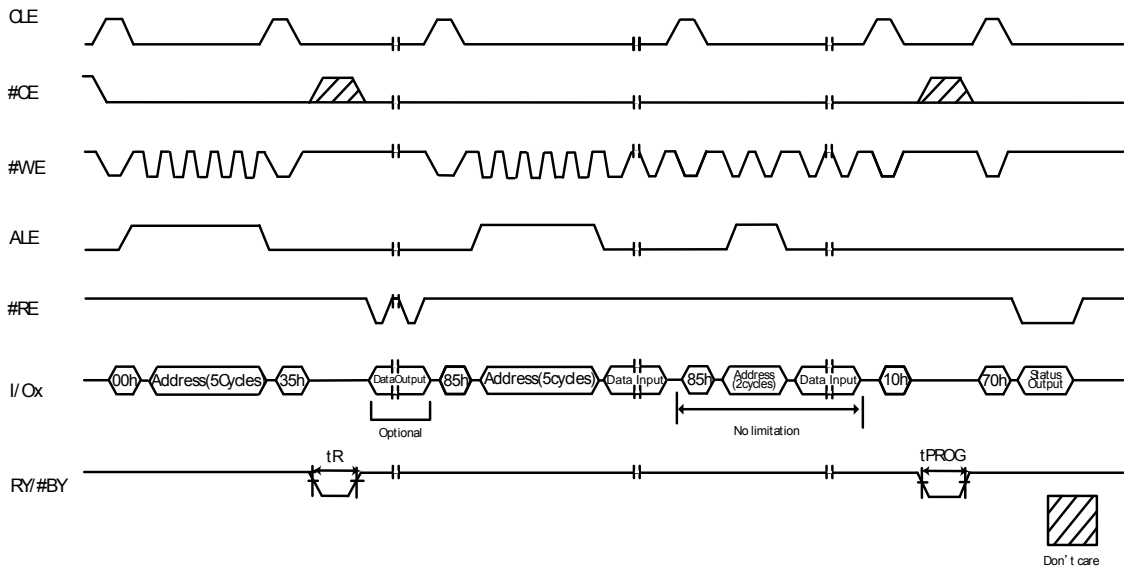 CLE
#CE
#WE
ALE
#RE
I/Ox
00h
Address(5Cycles)
35h
DataOutput
85h
Address(5cycles)
Data Input
85h
Address
(2cycles)
Data Input
10h
70h
Status
Output
Optional
No limitation
tR
tPROG
RY/#BY
Don't care